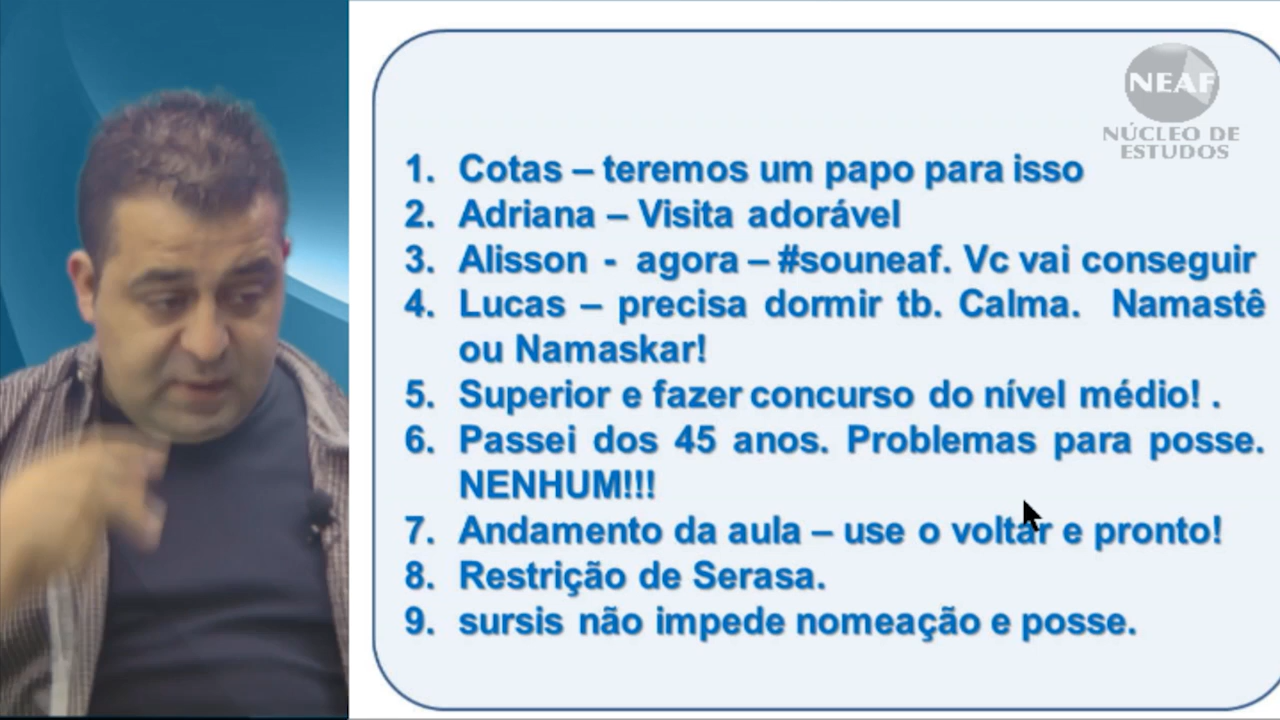 NEAF
NÚCLEO DE
ESTUDOS
1. Cotas – teremos um papo para isso
2. Adriana – Visita adorável
3. Alisson - agora – #souneaf. Vc vai conseguir
4. Lucas – precisa dormir tb. Calma. Namastê
ou Namaskar!
5. Superior e fazer concurso do nível médio! .
6. Passei dos 45 anos. Problemas para posse.
NENHUM!!!
7. Andamento da aula – use o voltar e pronto!
8. Restrição de Serasa.
9. sursis não impede nomeação e posse.